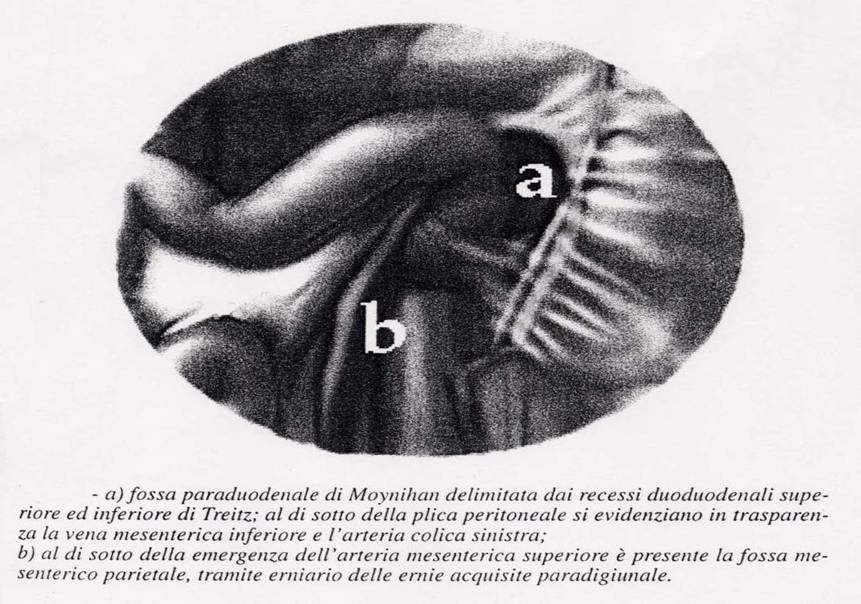 a
b
- a) fossa paraduodenale di Moynihan delimitata dai recessi duoduodenali supe-
riore ed inferiore di Treitz; al di sotto della plica peritoneale si evidenziano in trasparen-
za la vena mesenterica inferiore e l'arteria colica sinistra;
b) al di sotto della emergenza dell'arteria mesenterica superiore è presente la fossa me-
senterico parietale, tramite erniario delle ernie acquisite paradigiunale.